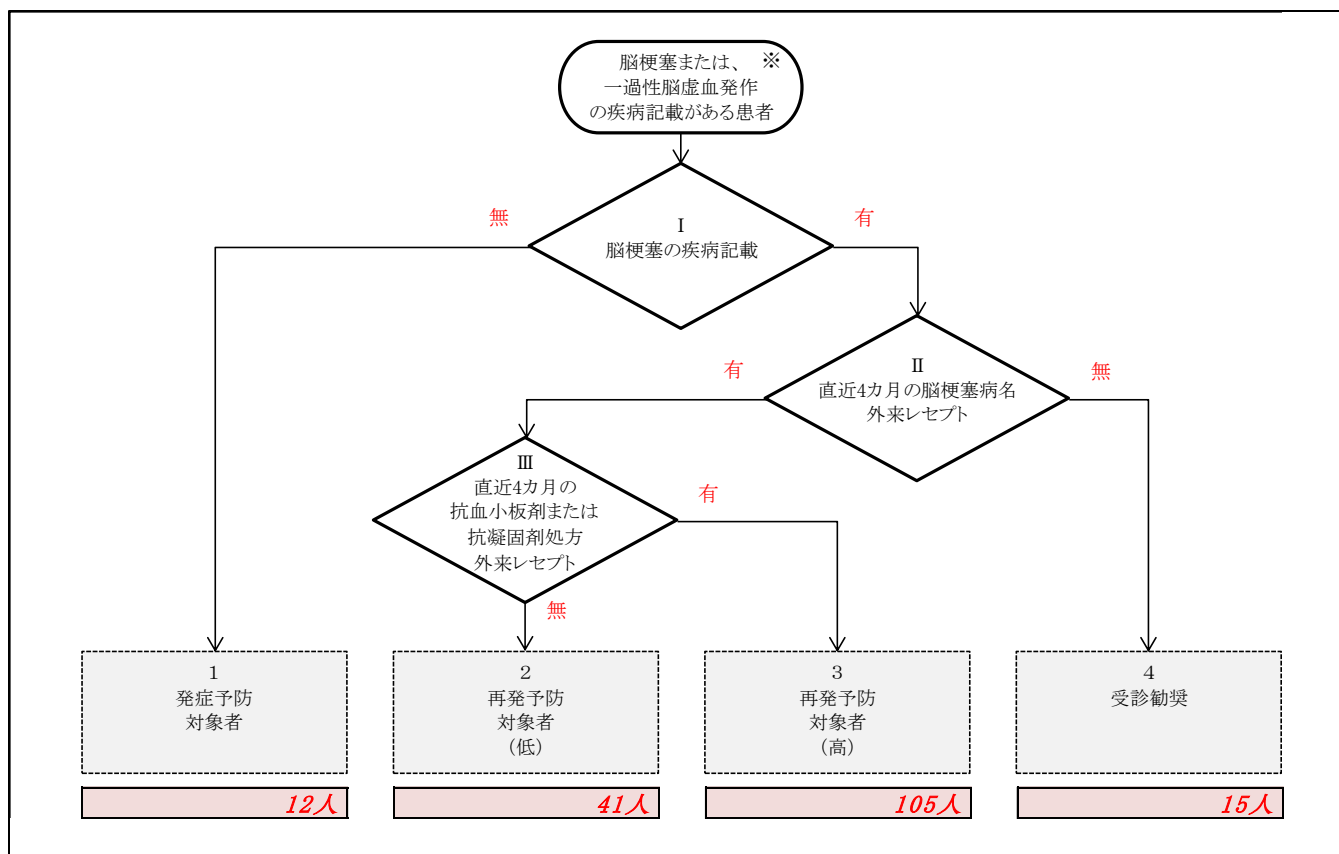 脳梗塞または、 ※
一過性脳虚血発作
の疾病記載がある患者
無
有
Ⅰ
脳梗塞の疾病記載
有
無
Ⅱ
直近4カ月の脳梗塞病名
外来レセプト
Ⅲ
直近4カ月の
抗血小板剤または
抗凝固剤処方
外来レセプト
有
無
1
発症予防
対象者
2
再発予防
対象者
（低）
3
再発予防
対象者
（高）
4
受診勧奨
12人
41人
105人
15人